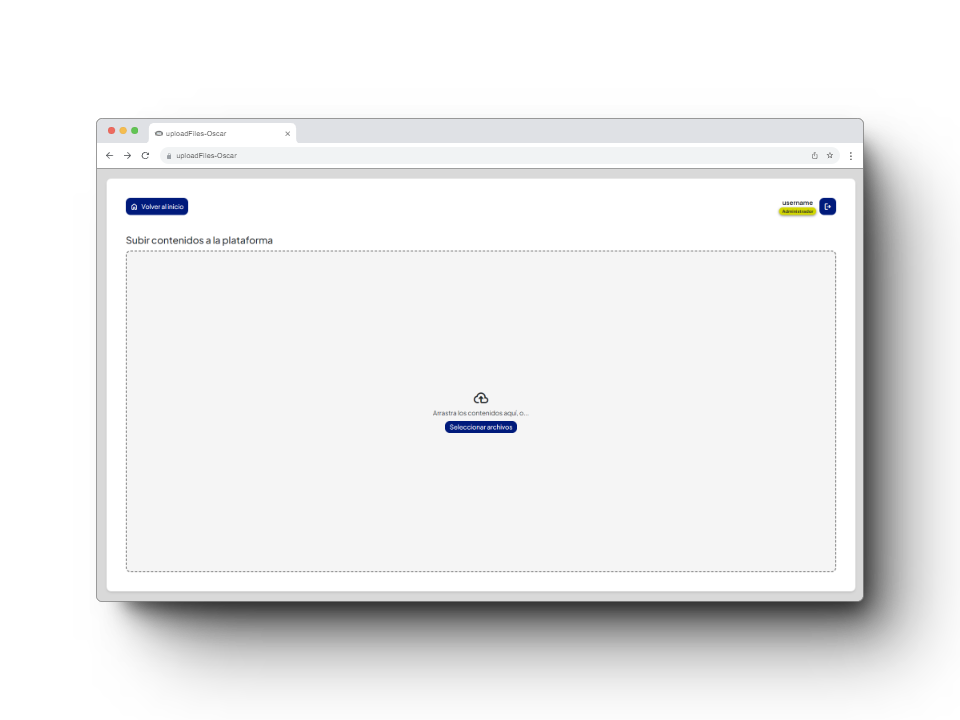 uploadFiles-Oscar
uploadFiles-Oscar
Volver al inicio
username
Administrador
Subir contenidos a la plataforma
Arrastra los contenidos aquí, o...
Seleccionar archivos